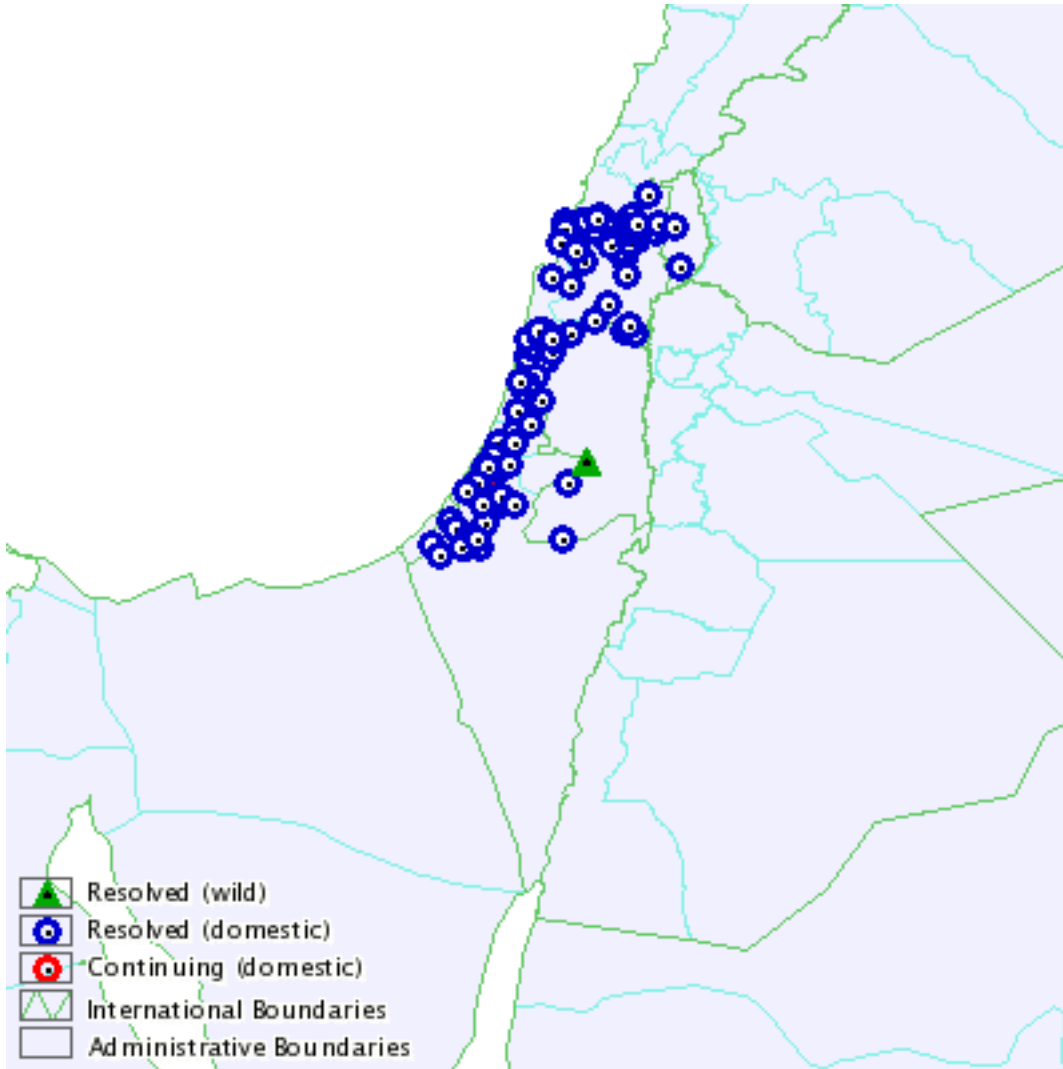 Resolved (wild)
Resolved (domestic)
Continuing (domestic)
International Boundaries
Administrative Boundaries